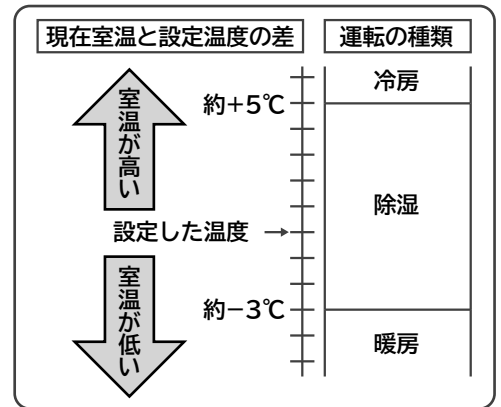 現在室温と設定温度の差
運転の種類
室温が高い
約+5℃
設定した温度 →
室温が低い
約−3℃
冷房
除湿
暖房